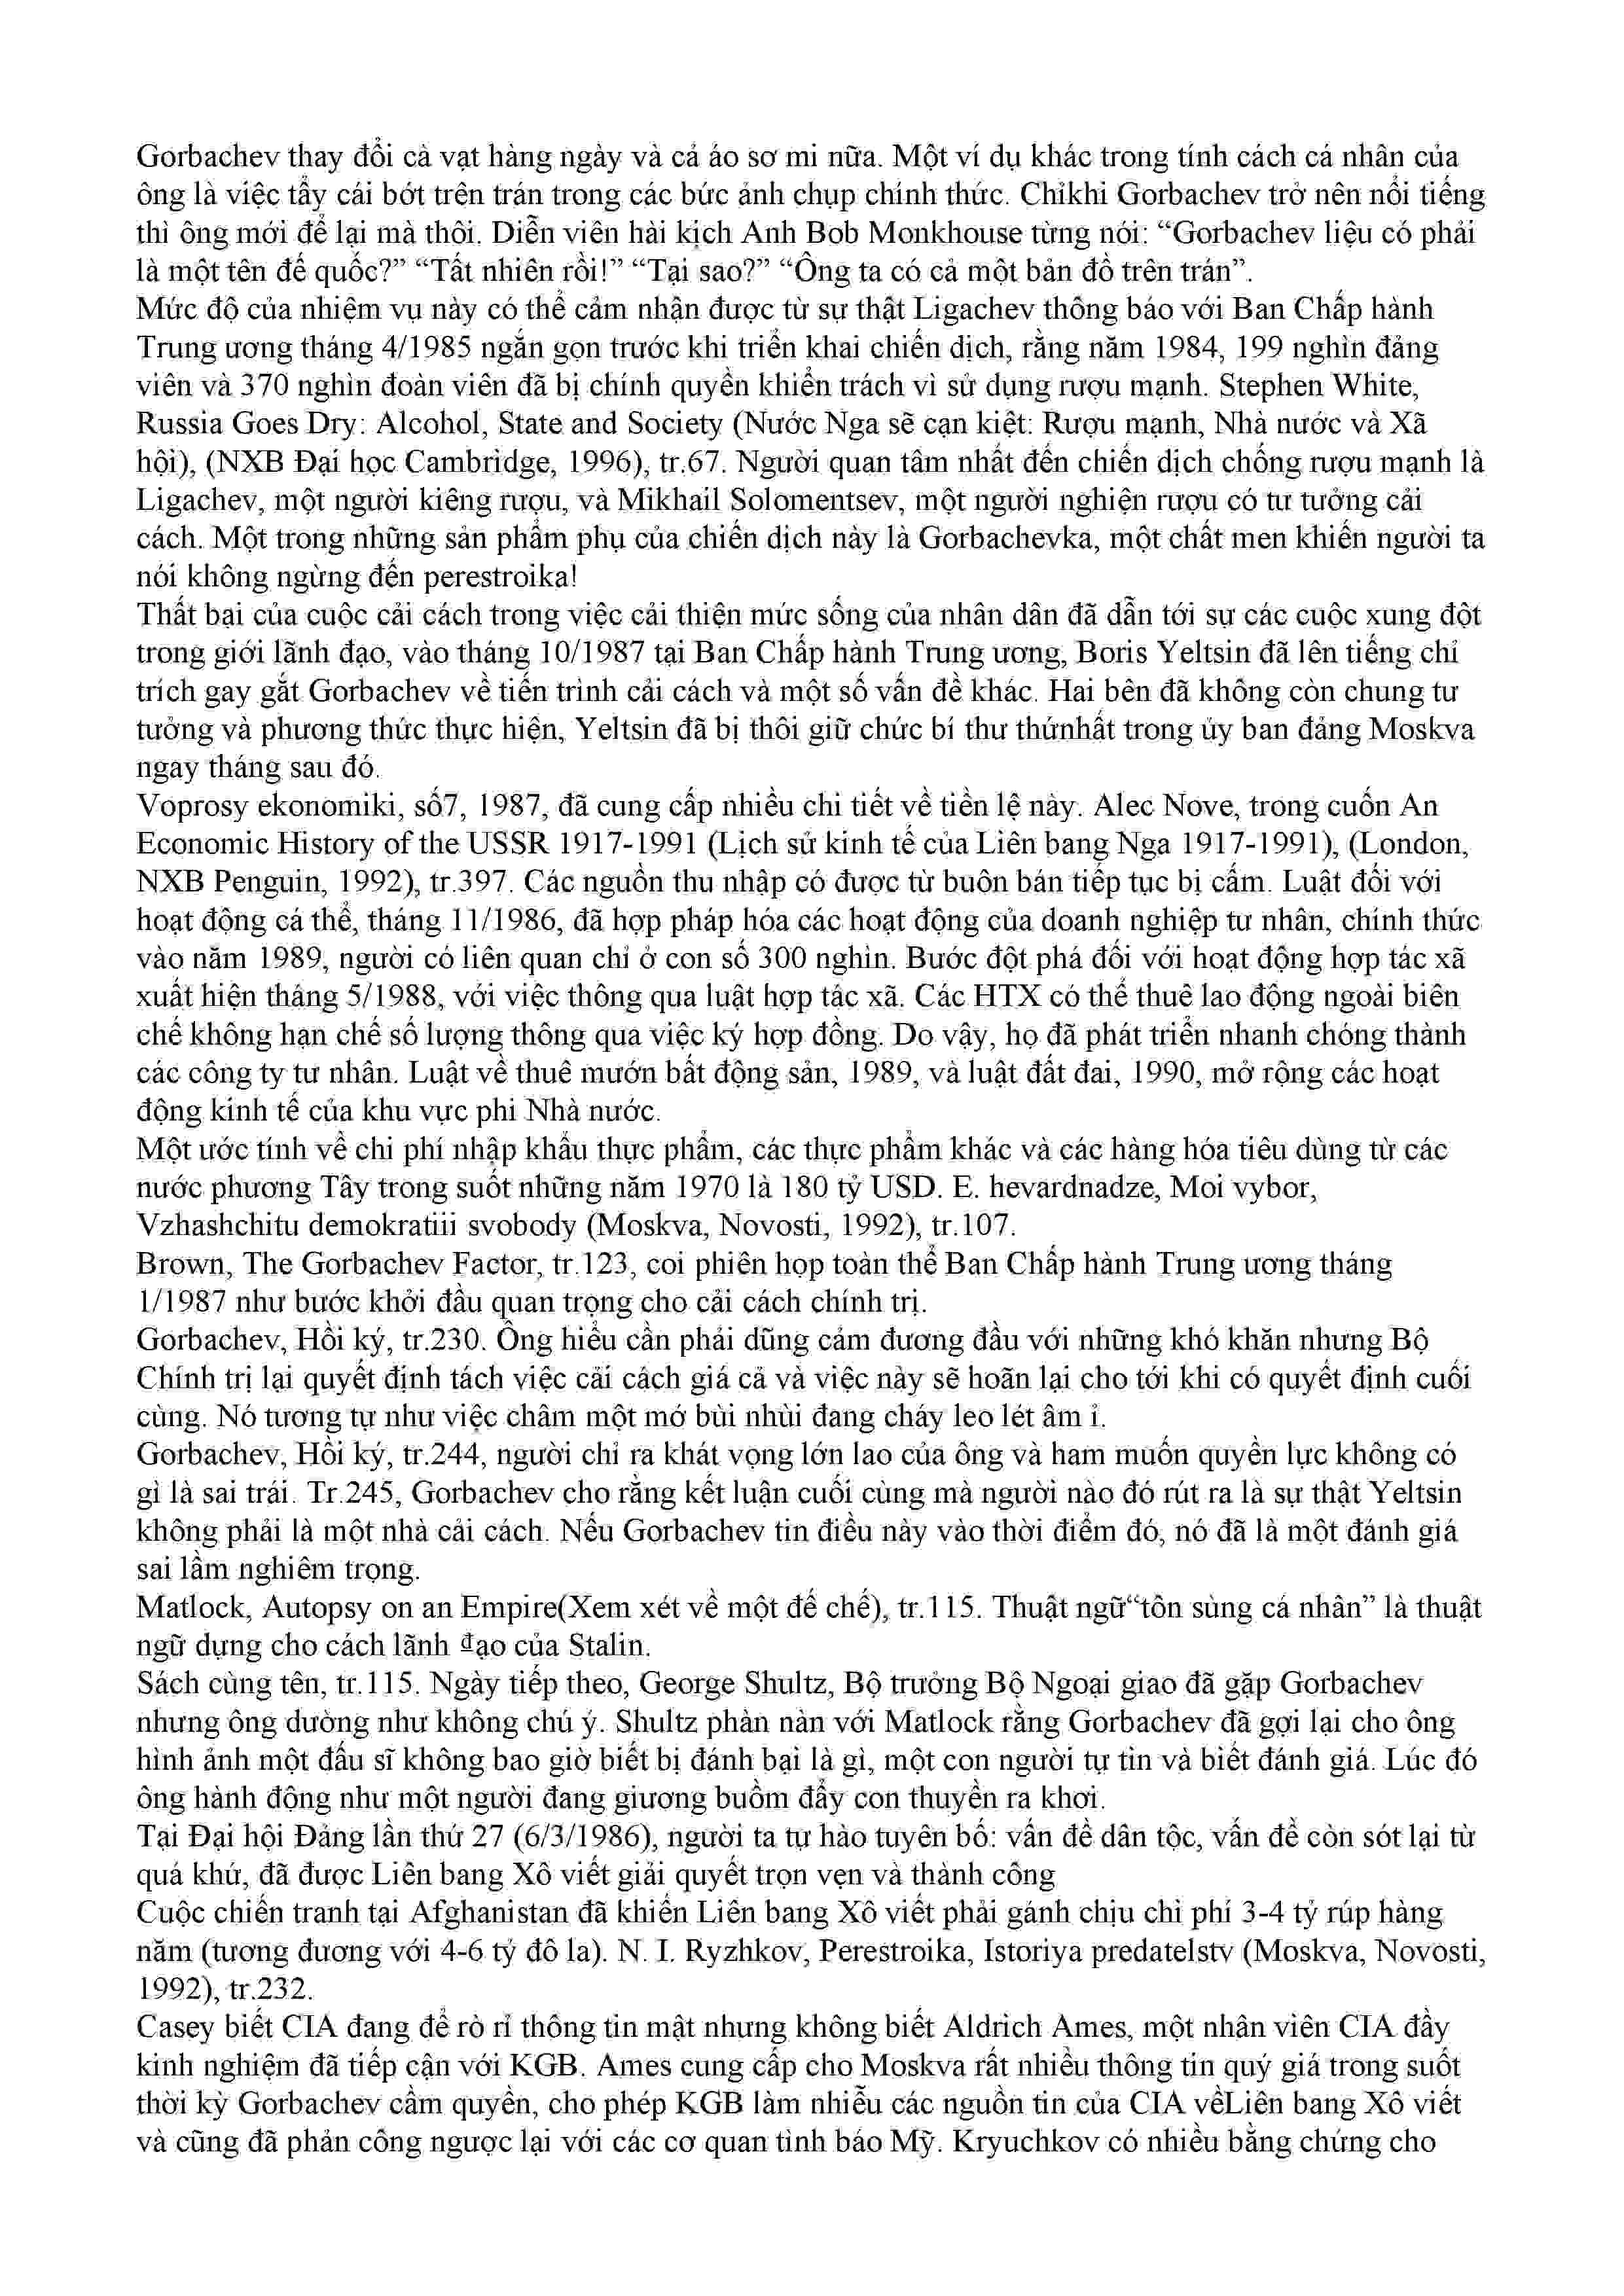 Gorbachev thay đổi cà vạt hàng ngày và cả áo sơ mi nữa. Một ví dụ khác trong tính cách cá nhân của
ông là việc tẩy cái bớt trên trán trong các bức ảnh chụp chính thức. Chỉkhi Gorbachev trở nên nổi tiếng
thì ông mới để lại mà thôi. Diễn viên hài kịch Anh Bob Monkhouse từng nói: “Gorbachev liệu có phải
là một tên đế quốc?” “Tất nhiên rồi!” “Tại sao?” “Ông ta có cả một bản đồ trên trán”.
Mức độ của nhiệm vụ này có thể cảm nhận được từ sự thật Ligachev thông báo với Ban Chấp hành
Trung ương tháng 4/1985 ngắn gọn trước khi triển khai chiến dịch, rằng năm 1984, 199 nghìn đảng
viên và 370 nghìn đoàn viên đã bị chính quyền khiển trách vì sử dụng rượu mạnh. Stephen White,
Russia Goes Dry: Alcohol, State and Society (Nước Nga sẽ cạn kiệt: Rượu mạnh, Nhà nước và Xã
hội), (NXB Đại học Cambridge, 1996), tr.67. Người quan tâm nhất đến chiến dịch chống rượu mạnh là
Ligachev, một người kiêng rượu, và Mikhail Solomentsev, một người nghiện rượu có tư tưởng cải
cách. Một trong những sản phẩm phụ của chiến dịch này là Gorbachevka, một chất men khiến người ta
nói không ngừng đến perestroika!
Thất bại của cuộc cải cách trong việc cải thiện mức sống của nhân dân đã dẫn tới sự các cuộc xung đột
trong giới lãnh đạo, vào tháng 10/1987 tại Ban Chấp hành Trung ương, Boris Yeltsin đã lên tiếng chỉ
trích gay gắt Gorbachev về tiến trình cải cách và một số vấn đề khác. Hai bên đã không còn chung tư
tưởng và phương thức thực hiện, Yeltsin đã bị thôi giữ chức bí thư thứnhất trong ủy ban đảng Moskva
ngay tháng sau đó.
Voprosy ekonomiki, số7, 1987, đã cung cấp nhiều chi tiết về tiền lệ này. Alec Nove, trong cuốn An
Economic History of the USSR 1917-1991 (Lịch sử kinh tế của Liên bang Nga 1917-1991), (London,
NXB Penguin, 1992), tr.397. Các nguồn thu nhập có được từ buôn bán tiếp tục bị cấm. Luật đối với
hoạt động cá thể, tháng 11/1986, đã hợp pháp hóa các hoạt động của doanh nghiệp tư nhân, chính thức
vào năm 1989, người có liên quan chỉ ở con số 300 nghìn. Bước đột phá đối với hoạt động hợp tác xã
xuất hiện tháng 5/1988, với việc thông qua luật hợp tác xã. Các HTX có thể thuê lao động ngoài biên
chế không hạn chế số lượng thông qua việc ký hợp đồng. Do vậy, họ đã phát triển nhanh chóng thành
các công ty tư nhân. Luật về thuê mướn bất động sản, 1989, và luật đất đai, 1990, mở rộng các hoạt
động kinh tế của khu vực phi Nhà nước.
Một ước tính về chi phí nhập khẩu thực phẩm, các thực phẩm khác và các hàng hóa tiêu dùng từ các
nước phương Tây trong suốt những năm 1970 là 180 tỷ USD. E. hevardnadze, Moi vybor,
Vzhashchitu demokratiii svobody (Moskva, Novosti, 1992), tr.107.
Brown, The Gorbachev Factor, tr.123, coi phiên họp toàn thể Ban Chấp hành Trung ương tháng
1/1987 như bước khởi đầu quan trọng cho cải cách chính trị.
Gorbachev, Hồi ký, tr.230. Ông hiểu cần phải dũng cảm đương đầu với những khó khăn nhưng Bộ
Chính trị lại quyết định tách việc cải cách giá cả và việc này sẽ hoãn lại cho tới khi có quyết định cuối
cùng. Nó tương tự như việc châm một mớ bùi nhùi đang cháy leo lét âm ỉ.
Gorbachev, Hồi ký, tr.244, người chỉ ra khát vọng lớn lao của ông và ham muốn quyền lực không có
gì là sai trái. Tr.245, Gorbachev cho rằng kết luận cuối cùng mà người nào đó rút ra là sự thật Yeltsin
không phải là một nhà cải cách. Nếu Gorbachev tin điều này vào thời điểm đó, nó đã là một đánh giá
sai lầm nghiêm trọng.
Matlock, Autopsy on an Empire(Xem xét về một đế chế), tr.115. Thuật ngữ“tôn sùng cá nhân” là thuật
ngữ dụng cho cách lãnh ₫ạo của Stalin.
Sách cùng tên, tr.115. Ngày tiếp theo, George Shultz, Bộ trưởng Bộ Ngoại giao đã gặp Gorbachev
nhưng ông dường như không chú ý. Shultz phàn nàn với Matlock rằng Gorbachev đã gợi lại cho ông
hình ảnh một đấu sĩ không bao giờ biết bị đánh bại là gì, một con người tự tin và biết đánh giá. Lúc đó
ông hành động như một người đang giương buồm đẩy con thuyền ra khơi.
Tại Đại hội Đảng lần thứ 27 (6/3/1986), người ta tự hào tuyên bố: vấn đề dân tộc, vấn đề còn sót lại từ
quá khứ, đã được Liên bang Xô viết giải quyết trọn vẹn và thành công
Cuộc chiến tranh tại Afghanistan đã khiến Liên bang Xô viết phải gánh chịu chi phí 3-4 tỷ rúp hàng
năm (tương đương với 4-6 tỷ đô la). N. I. Ryzhkov, Perestroika, Istoriya predatelstv (Moskva, Novosti,
1992), tr.232.
Casey biết CIA đang để rò rỉ thông tin mật nhưng không biết Aldrich Ames, một nhân viên CIA đầy
kinh nghiệm đã tiếp cận với KGB. Ames cung cấp cho Moskva rất nhiều thông tin quý giá trong suốt
thời kỳ Gorbachev cầm quyền, cho phép KGB làm nhiễu các nguồn tin của CIA vềLiên bang Xô viết
và cũng đã phản công ngược lại với các cơ quan tình báo Mỹ. Kryuchkov có nhiều bằng chứng cho